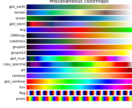 Miscellaneous colormaps
gist_earth
terrain
ocean
gist_stern
brg
CMRmap
cubehelix
gnuplot
gnuplot2
gist_ncar
nipy_spectral
jet
rainbow
gist_rainbow
hsv
flag
prism